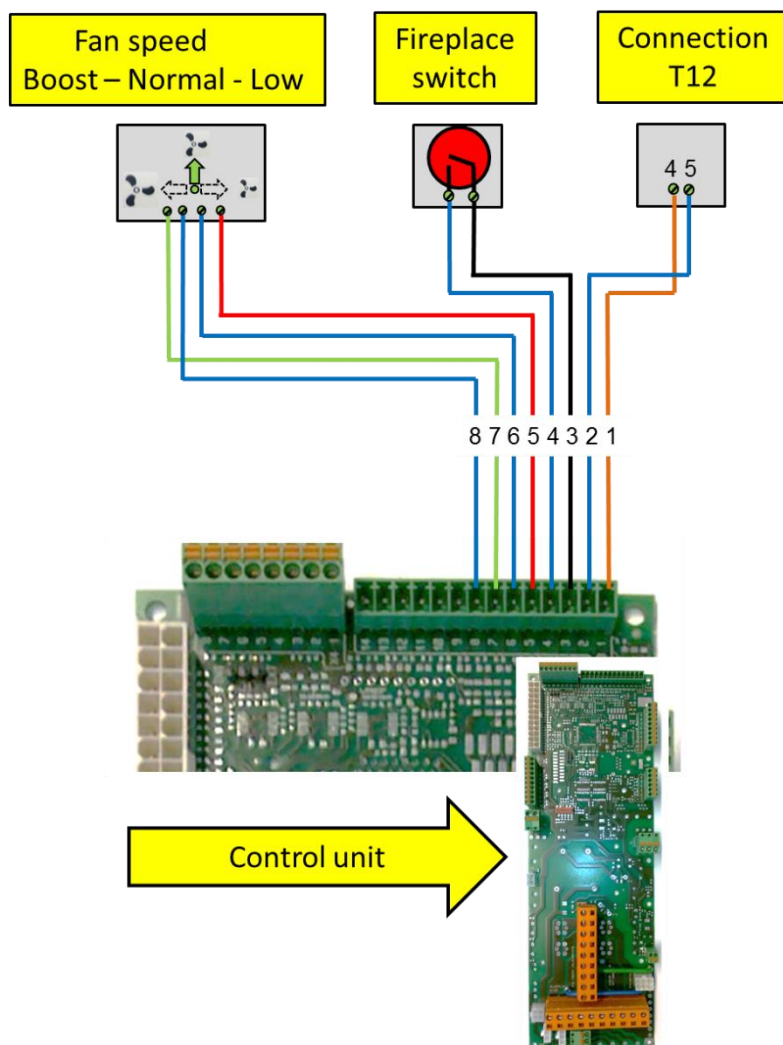 Fan speed
Boost – Normal - Low
Fireplace
switch
Connection
T12
4 5
8 7 6 5 4 3 2 1
Control unit